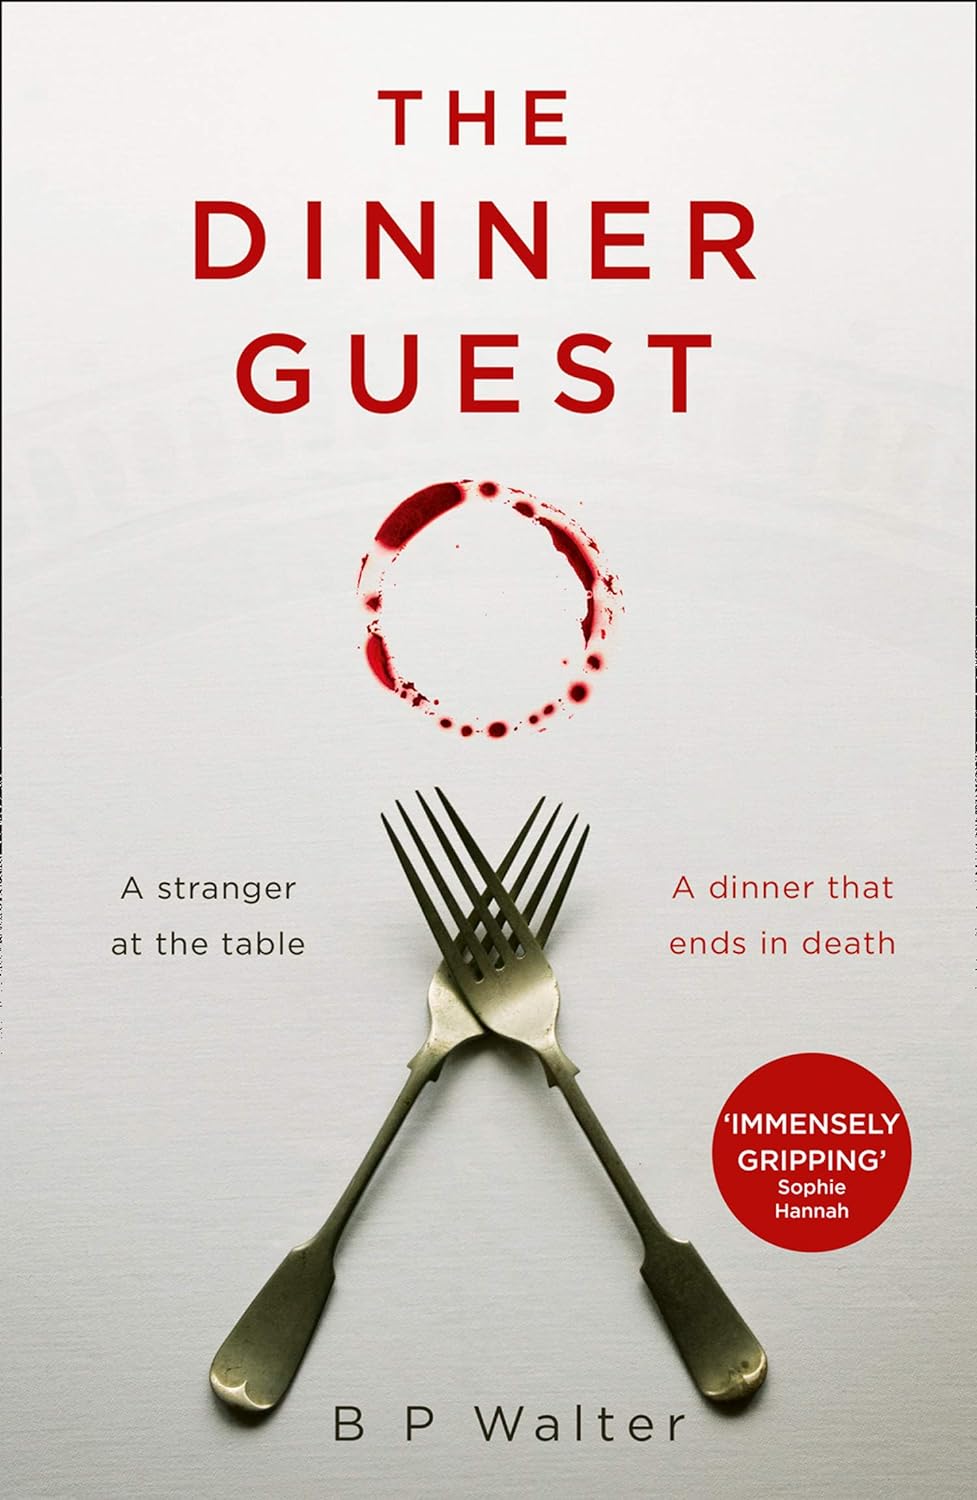 THE
DINNER
GUEST
A stranger
at the table
A dinner that
ends in death
‘IMMENSELY
GRIPPING’
Sophie
Hannah
B P Walter